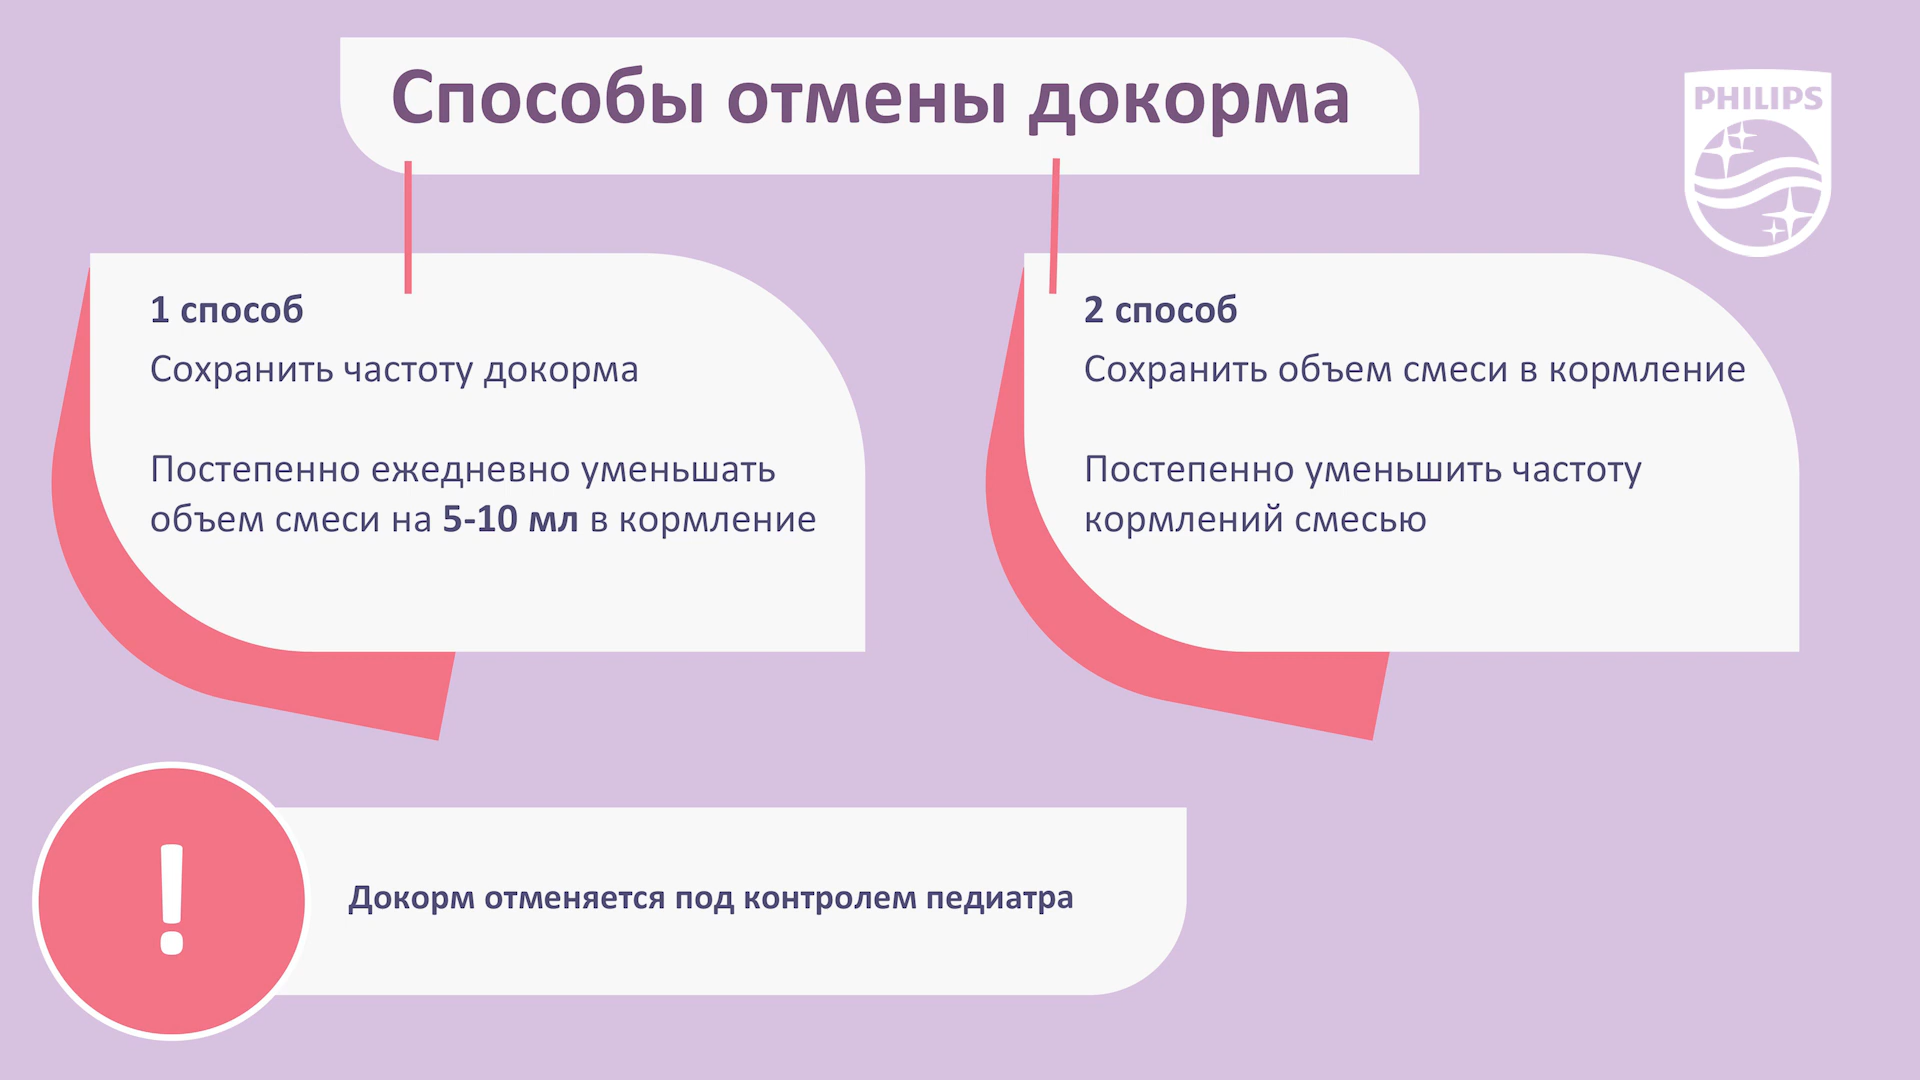 Способы отмены докорма
PHILIPS
1 способ
Сохранить частоту докорма
Постепенно ежедневно уменьшать
объем смеси на 5-10 мл в кормление
2 способ
Сохранить объем смеси в кормление
Постепенно уменьшить частоту
кормлений смесью
!
Докорм отменяется под контролем педиатра